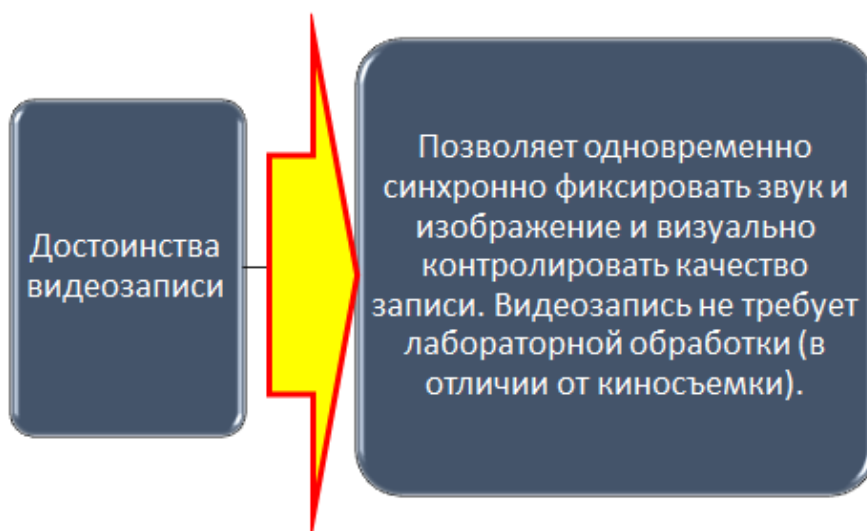 Достоинства
видеозаписи
Позволяет одновременно
синхронно фиксировать звук и
изображение и визуально
контролировать качество
записи. Видеозапись не требует
лабораторной обработки (в
отличии от киносъемки).